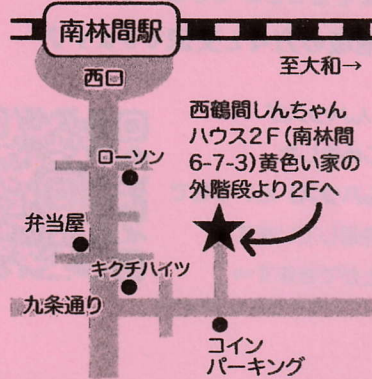 南林間駅
西口
至大和→
西鶴間しんちゃん
ハウス2F(南林間
6-7-3)黄色い家の
外階段より2Fへ
ローソン
弁当屋
キクチハイツ
九条通り
コイン
パーキング